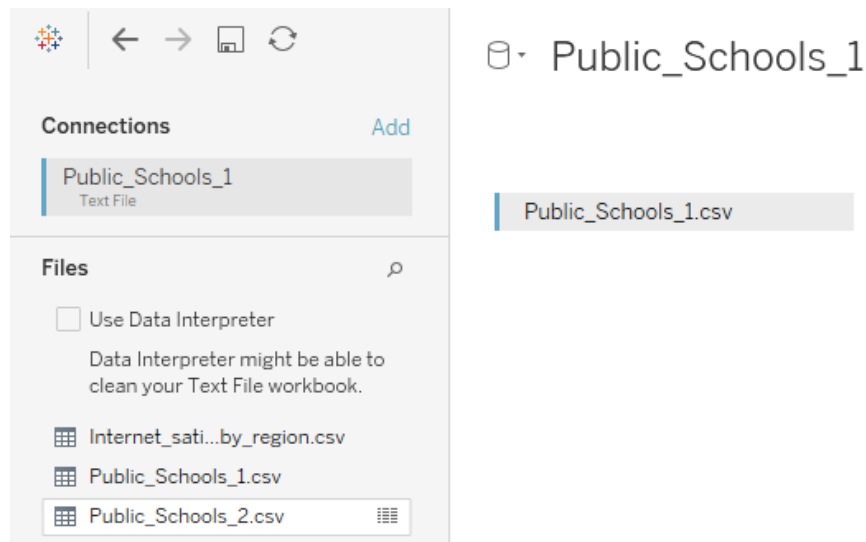 Public_Schools_1
Connections
Add
Public_Schools_1
Text File
Public_Schools_1.csv
Files
Use Data Interpreter
Data Interpreter might be able to
clean your Text File workbook.
Internet_sati...by_region.csv
Public_Schools_1.csv
Public_Schools_2.csv